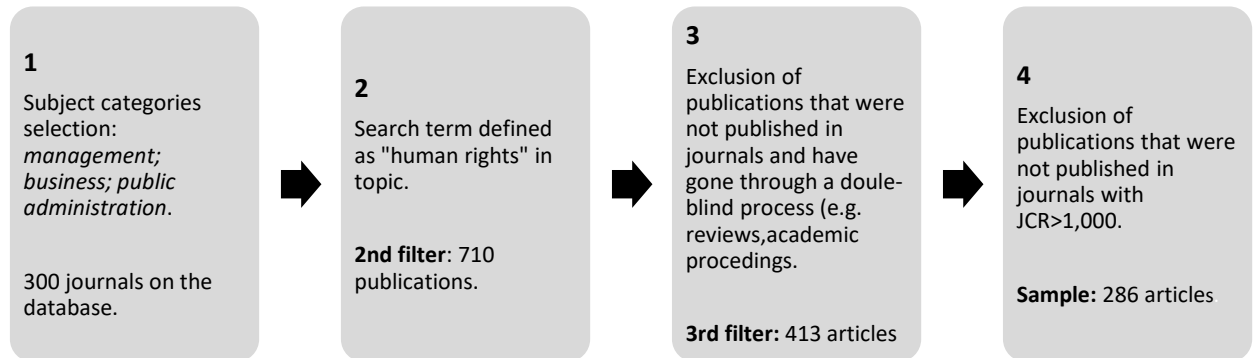 1
Subject categories
selection:
management;
business; public
administration.
300 journals on the
database.
2
Search term defined
as "human rights" in
topic.
2nd filter: 710
publications.
3
Exclusion of
publications that were
not published in
journals and have
gone through a doule-
blind process (e.g.
reviews,academic
procedings.
3rd filter: 413 articles
4
Exclusion of
publications that were
not published in
journals with
JCR>1,000.
Sample: 286 articles